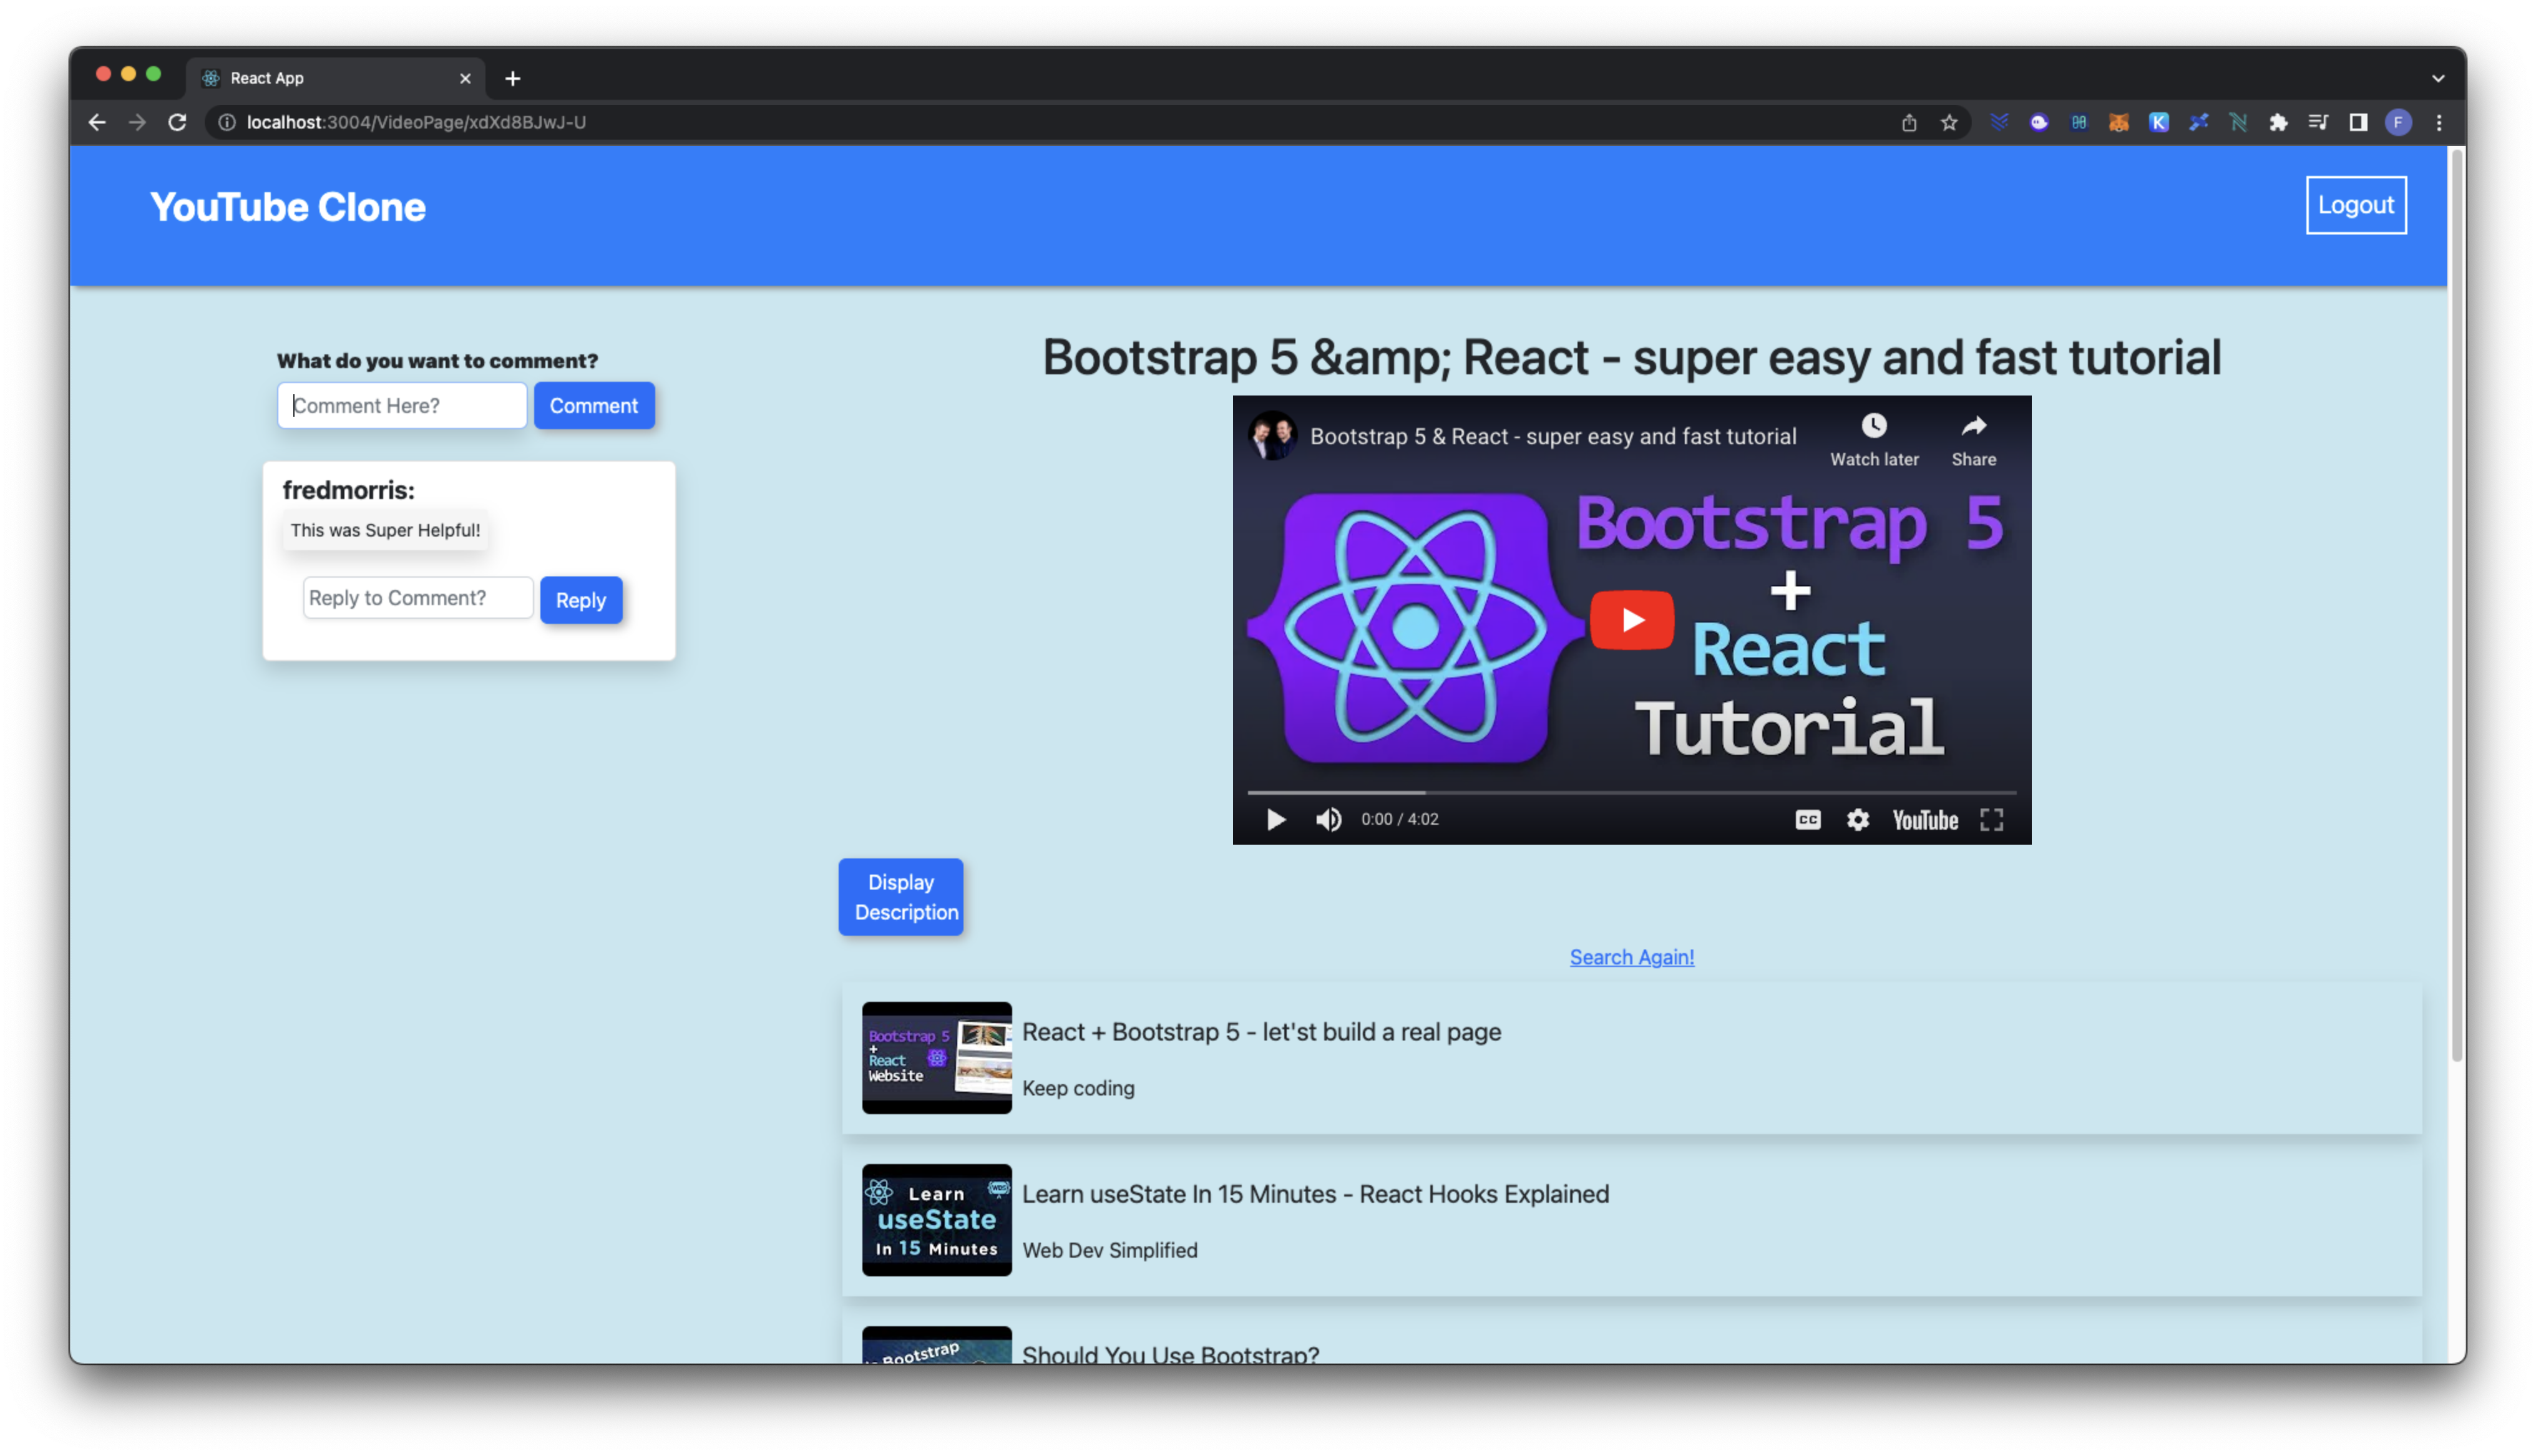 React App
localhost:3004/VideoPage/xdXd8BJwJ-U
K
F
YouTube Clone
Logout
What do you want to comment?
Comment Here?
Comment
fredmorris:
This was Super Helpful!
Reply to Comment?
Reply
Bootstrap 5 &amp; React - super easy and fast tutorial
Bootstrap 5 & React - super easy and fast tutorial
Watch later
Share
Bootstrap 5
+
React
Tutorial
0:00 / 4:02
CC
YouTube
Display
Description
Search Again!
Bootstrap 5
+
React
Website
React + Bootstrap 5 - let'st build a real page
Keep coding
Learn
useState
In 15 Minutes
Learn useState In 15 Minutes - React Hooks Explained
Web Dev Simplified
Bootstrap
Should You Use Bootstrap?